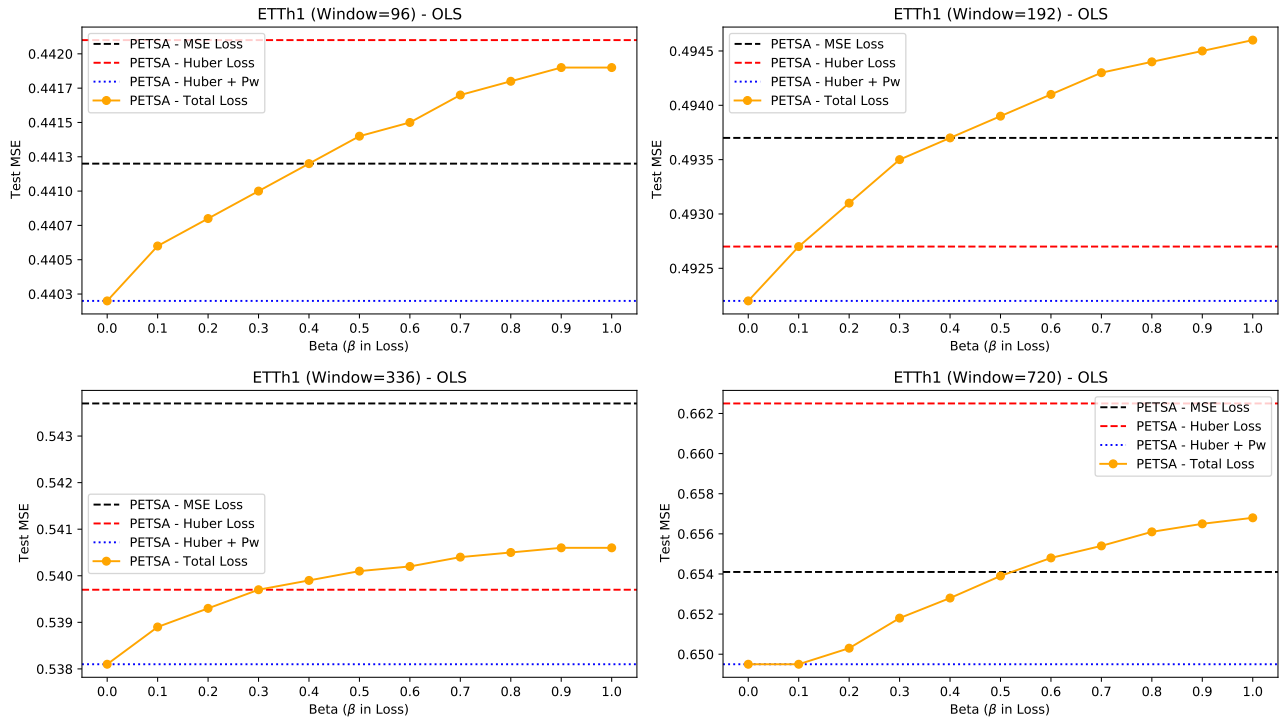 ETTh1 (Window=96) - OLS
Test MSE
0.4420
0.4417
0.4415
0.4413
0.4410
0.4407
0.4405
0.4403
PETSA - MSE Loss
PETSA - Huber Loss
PETSA - Huber + Pw
PETSA - Total Loss
0.0 0.1 0.2 0.3 0.4 0.5 0.6 0.7 0.8 0.9 1.0
Beta (β in Loss)
ETTh1 (Window=192) - OLS
Test MSE
0.4945
0.4940
0.4935
0.4930
0.4925
PETSA - MSE Loss
PETSA - Huber Loss
PETSA - Huber + Pw
PETSA - Total Loss
0.0 0.1 0.2 0.3 0.4 0.5 0.6 0.7 0.8 0.9 1.0
Beta (β in Loss)
ETTh1 (Window=336) - OLS
Test MSE
0.543
0.542
0.541
0.540
0.539
0.538
PETSA - MSE Loss
PETSA - Huber Loss
PETSA - Huber + Pw
PETSA - Total Loss
0.0 0.1 0.2 0.3 0.4 0.5 0.6 0.7 0.8 0.9 1.0
Beta (β in Loss)
ETTh1 (Window=720) - OLS
Test MSE
0.662
0.660
0.658
0.656
0.654
0.652
0.650
PETSA - MSE Loss
PETSA - Huber Loss
PETSA - Huber + Pw
PETSA - Total Loss
0.0 0.1 0.2 0.3 0.4 0.5 0.6 0.7 0.8 0.9 1.0
Beta (β in Loss)